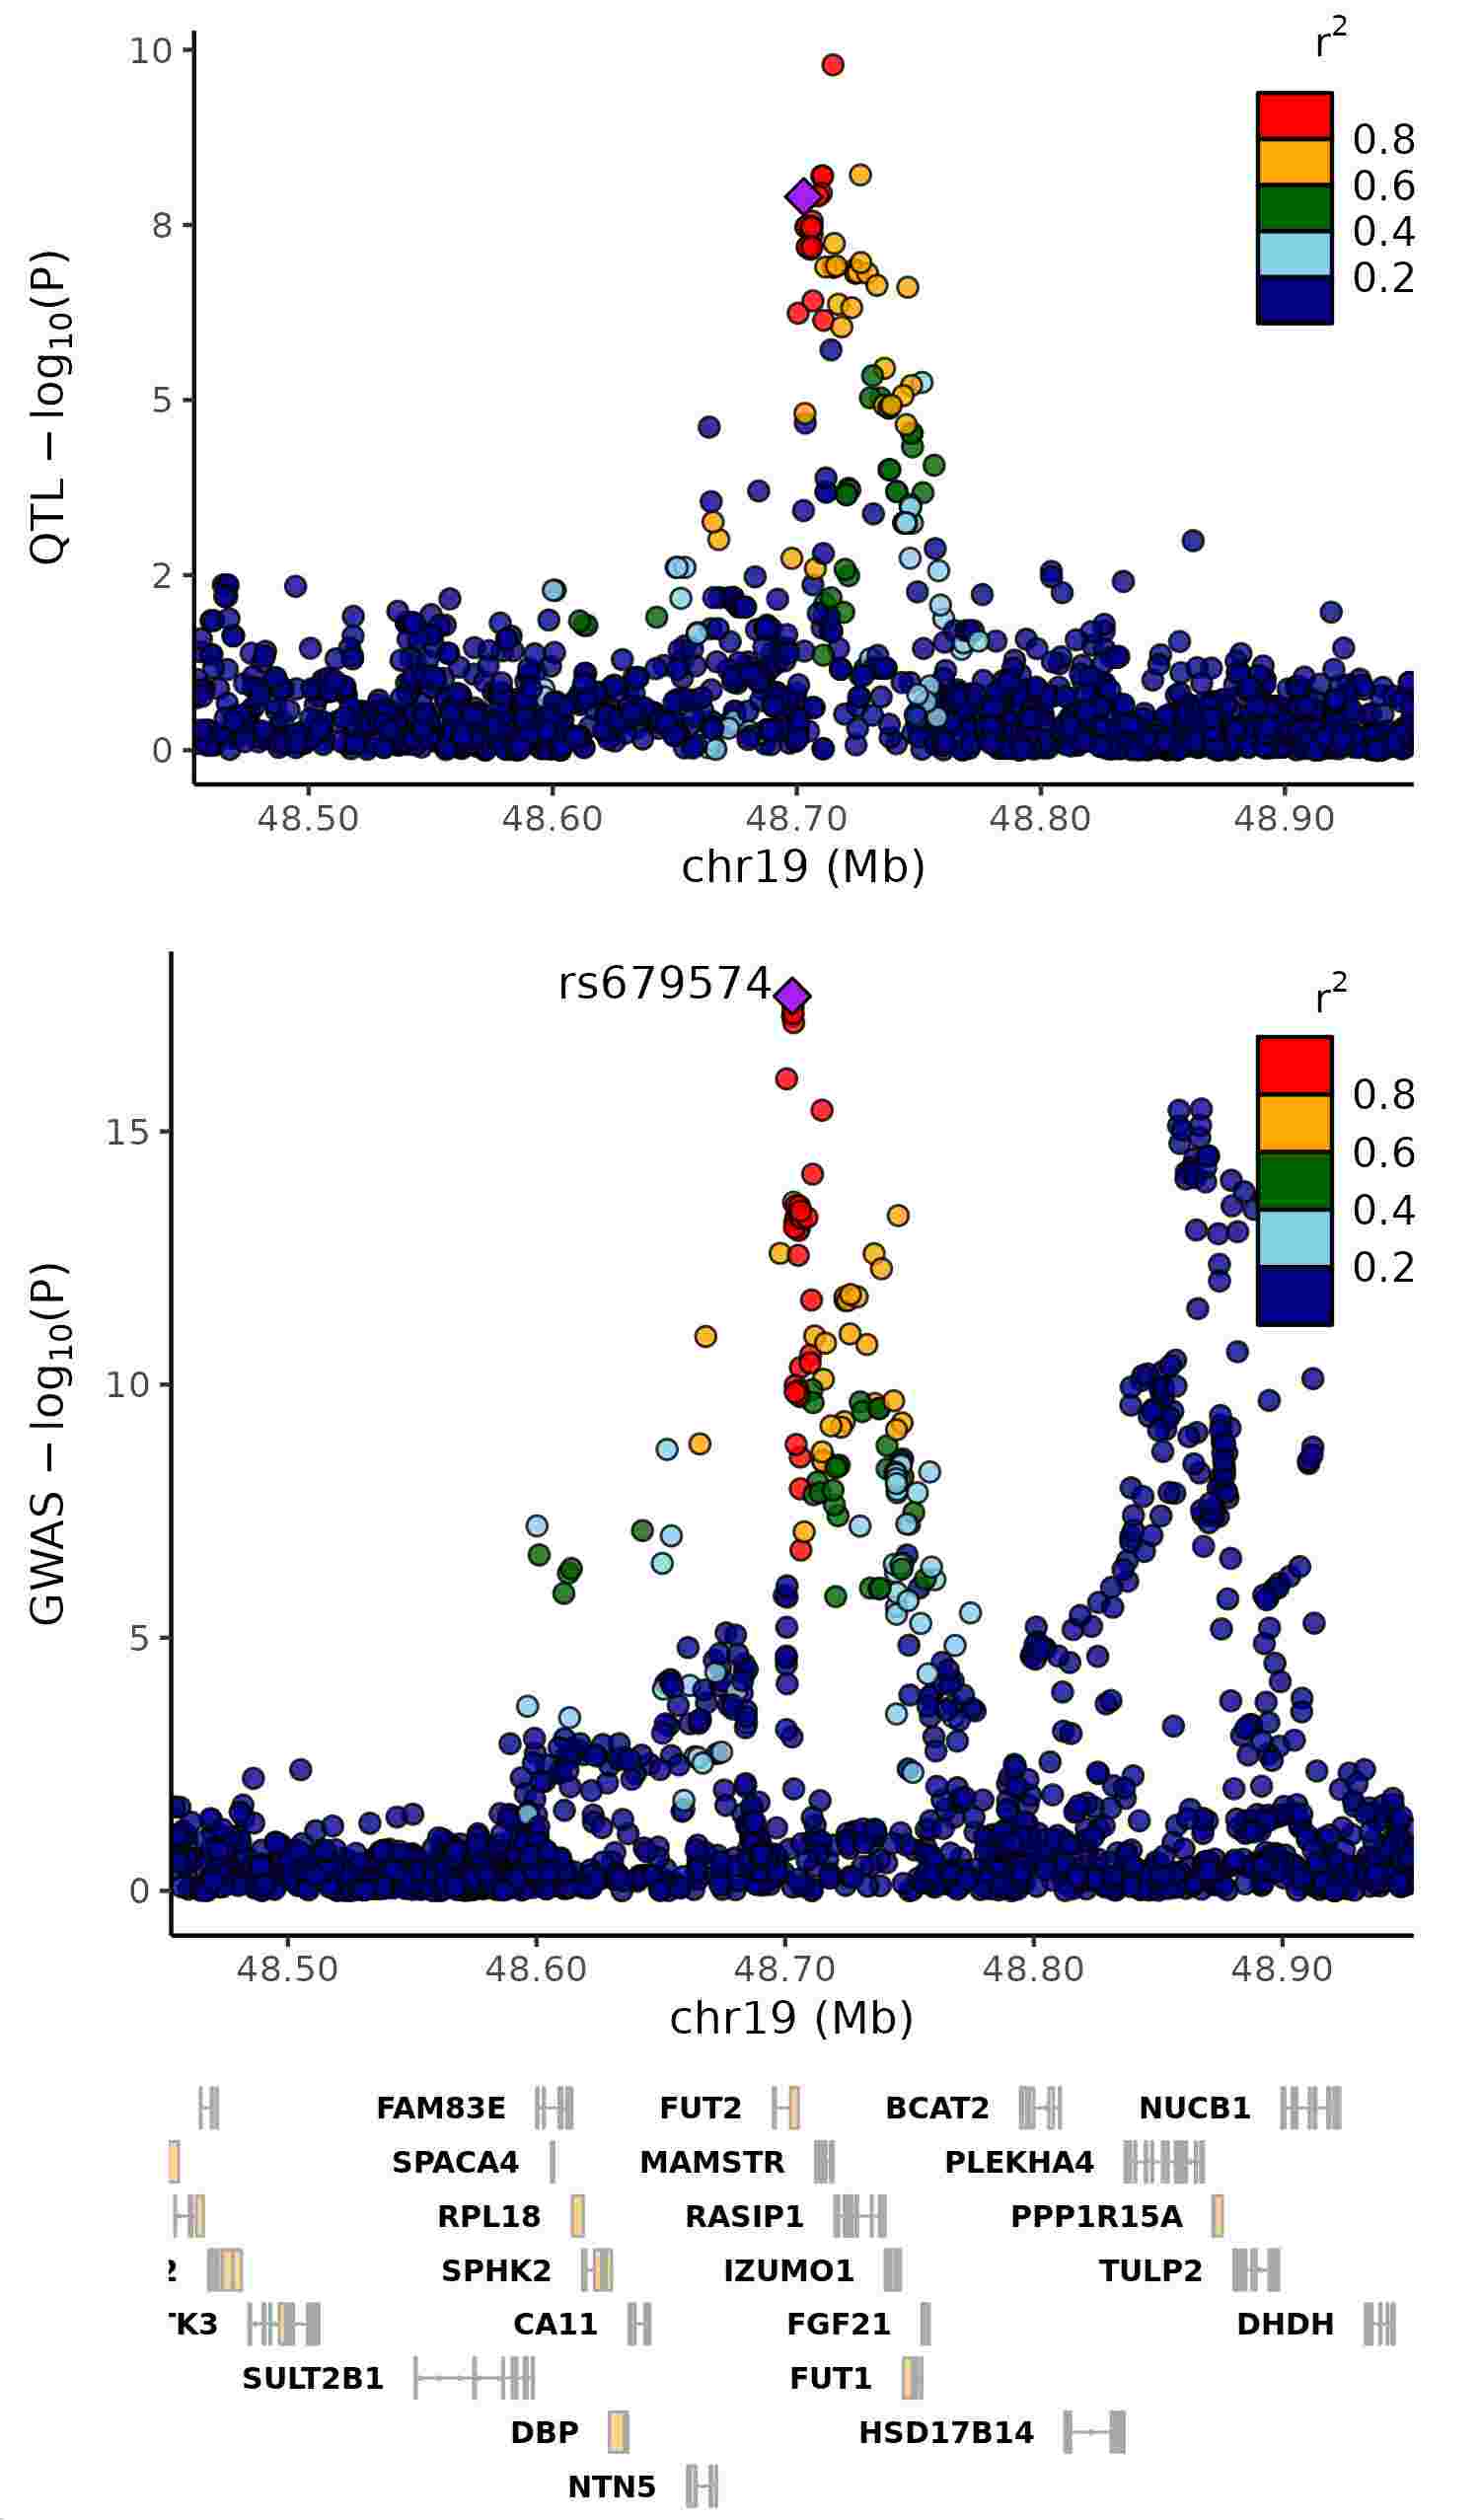 r2
10
8
5
2
0
QTL − log10(P)
0.8
0.6
0.4
0.2
48.50 48.60 48.70 48.80 48.90
chr19 (Mb)
rs679574
r2
15
10
5
0
GWAS − log10(P)
0.8
0.6
0.4
0.2
48.50 48.60 48.70 48.80 48.90
chr19 (Mb)
FAM83E FUT2 BCAT2 NUCB1
SPACA4 MAMSTR PLEKHA4
RPL18 RASIP1 PPP1R15A
2 SPHK2 IZUMO1 TULP2
TK3 CA11 FGF21 DHDH
SULT2B1 FUT1
DBP HSD17B14
NTN5